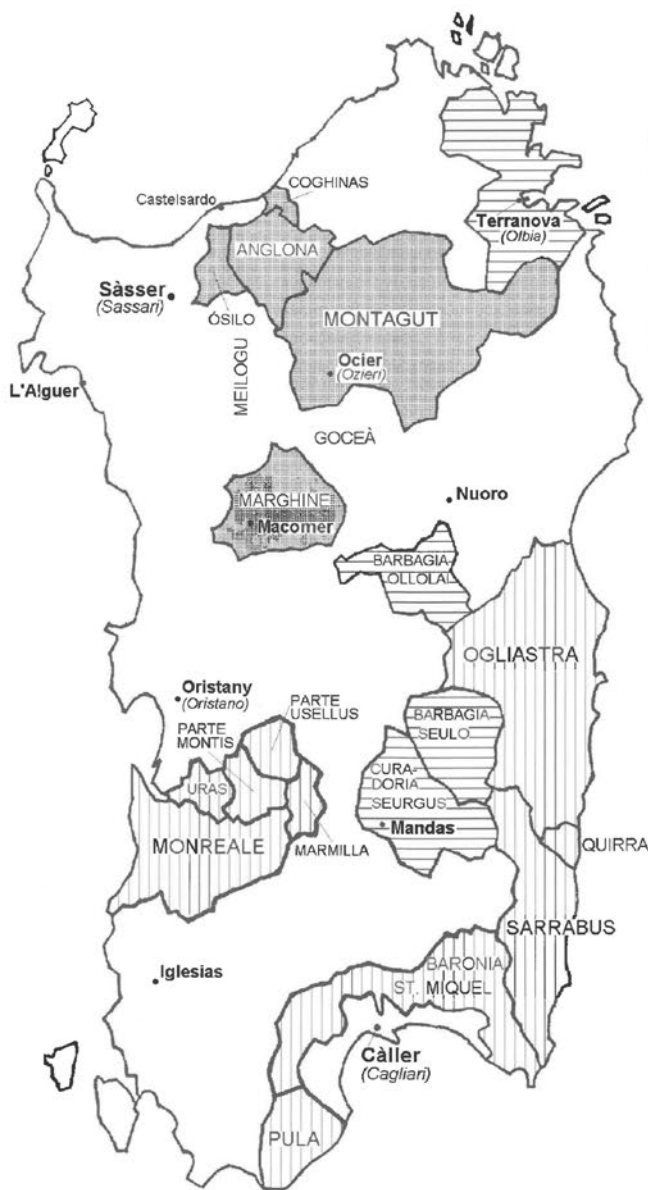 COGHINAS
Castelsardo
Terranova
(Olbia)
ANGLONA
Sàsser
(Sassari)
ÓSILO
MONTAGUT
MEILOGU
Ocier
(Ozieri)
L'Alguer
GOCEÀ
MARGHINE
Macomer
Nuoro
BARBAGIA
OLLOLAI
OGLIASTRA
Oristany
(Oristano)
PARTE
USELLUS
PARTE
MONTIS
BARBAGIA
SEULO
URAS
CURA-
DORIA
SEURGUS
Mandas
MONREALE
MARMILLA
QUIRRA
SARRABUS
Iglesias
BARONIA
ST. MIQUEL
Càller
(Cagliari)
PULA